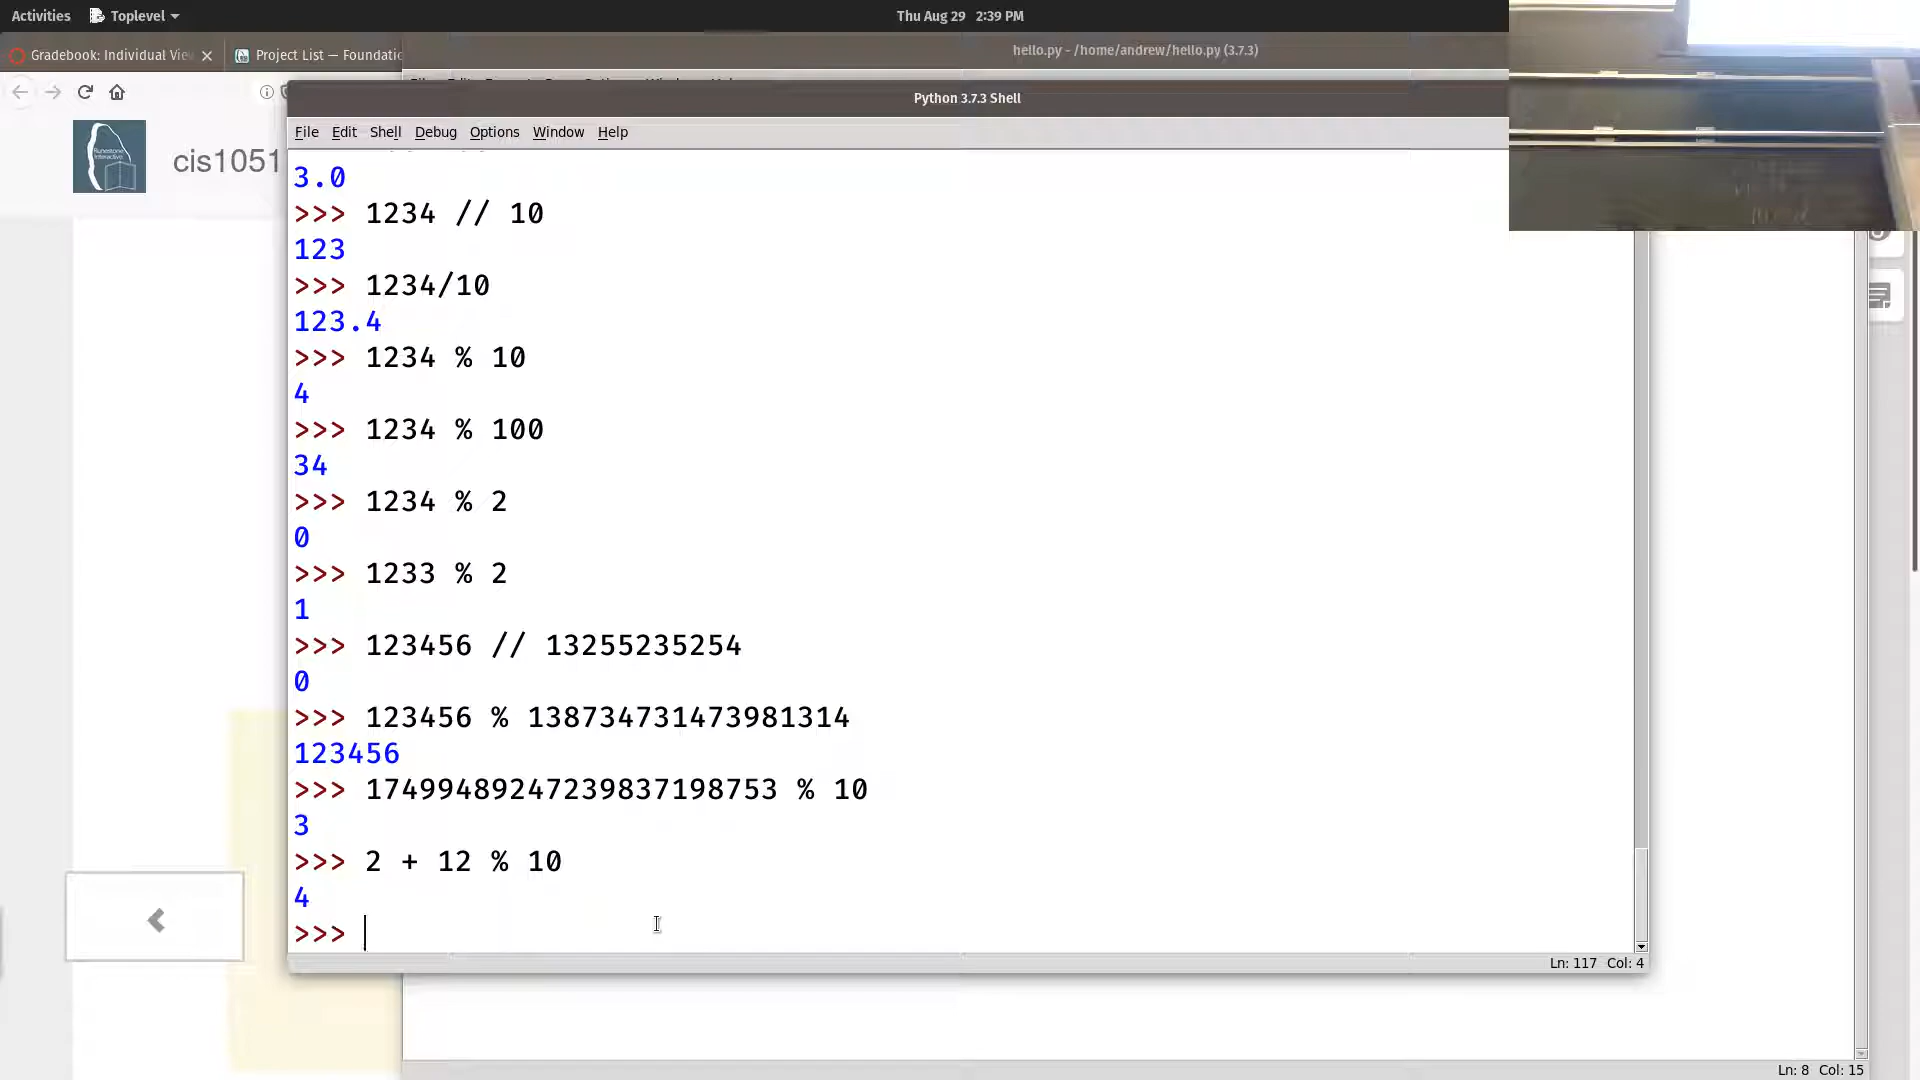 Activities
Toplevel
Thu Aug 29 2:39 PM
Gradebook: Individual Vie
Project List — Foundatio
hello.py - /home/andrew/hello.py (3.7.3)
Python 3.7.3 Shell
File Edit Shell Debug Options Window Help
cis1051
3.0
>>> 1234 // 10
123
>>> 1234/10
123.4
>>> 1234 % 10
4
>>> 1234 % 100
34
>>> 1234 % 2
0
>>> 1233 % 2
1
>>> 123456 // 13255235254
0
>>> 123456 % 138734731473981314
123456
>>> 17499489247239837198753 % 10
3
>>> 2 + 12 % 10
4
>>>
Ln: 117 Col: 4
Ln: 8 Col: 15